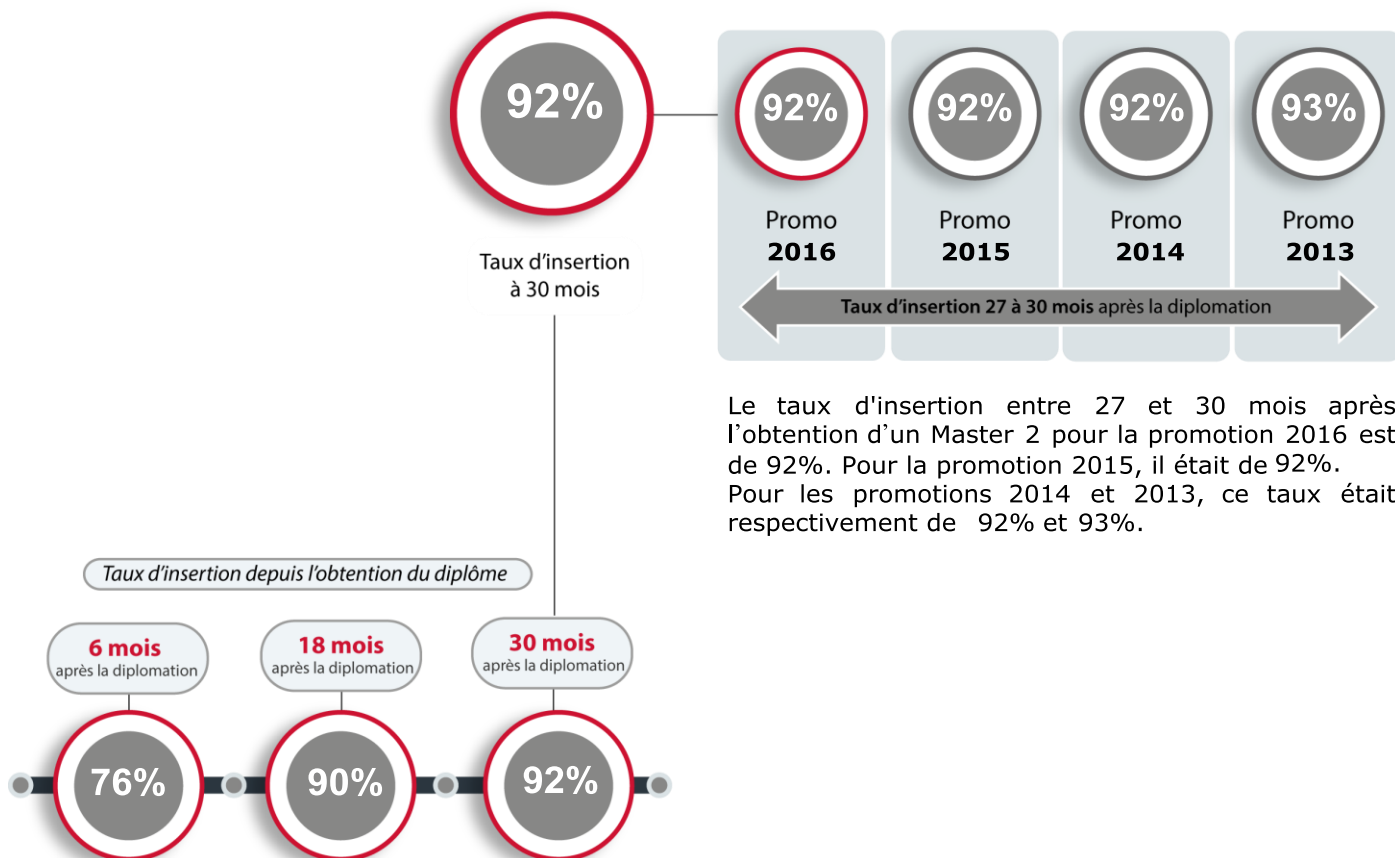 92%
Taux d'insertion
à 30 mois
92%
92%
92%
93%
Promo
2016
Promo
2015
Promo
2014
Promo
2013
Taux d'insertion 27 à 30 mois après la diplomation
Le taux d'insertion entre 27 et 30 mois après
l'obtention d'un Master 2 pour la promotion 2016 est
de 92%. Pour la promotion 2015, il était de 92%.
Pour les promotions 2014 et 2013, ce taux était
respectivement de 92% et 93%.
Taux d'insertion depuis l'obtention du diplôme
6 mois
après la diplomation
18 mois
après la diplomation
30 mois
après la diplomation
76%
90%
92%